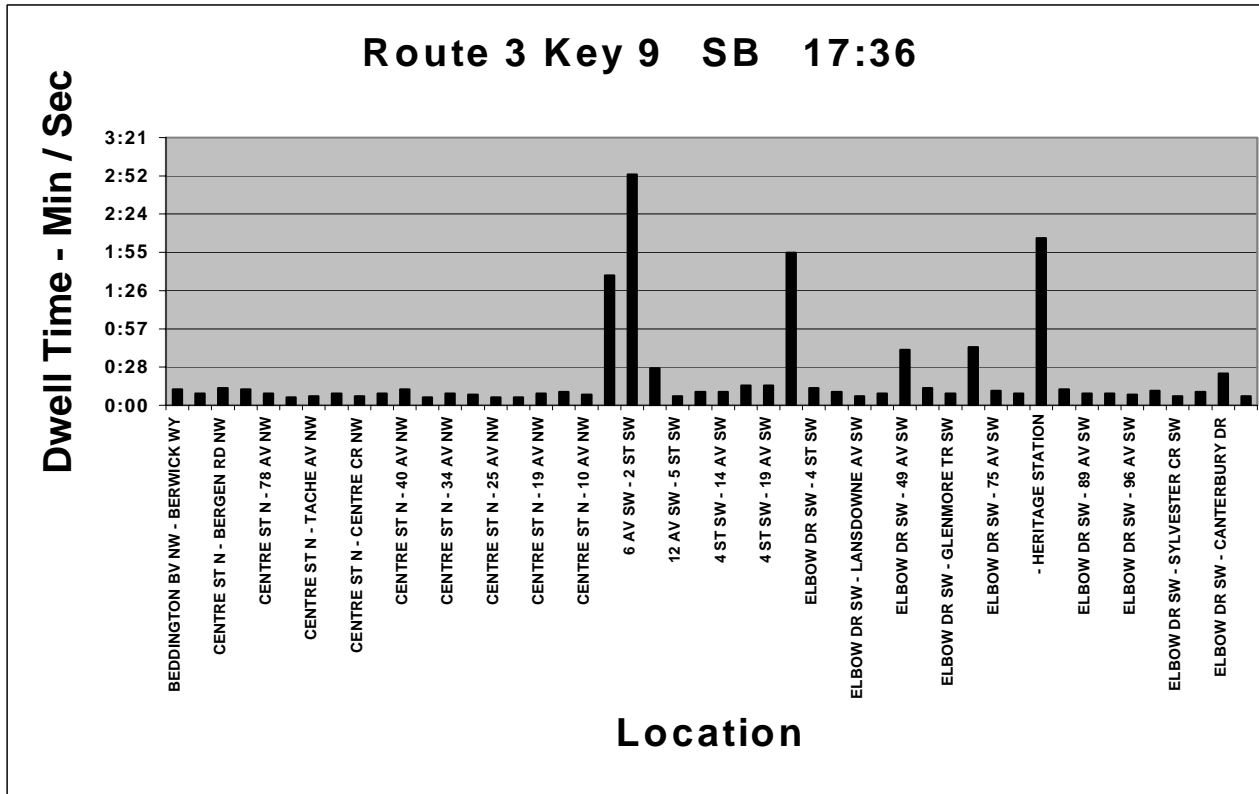 Route 3 Key 9 SB 17:36
Dwell Time - Min / Sec
3:21
2:52
2:24
1:55
1:26
0:57
0:28
0:00
BEDDINGTON BV NW - BERWICK WY
CENTRE ST N - BERGEN RD NW
CENTRE ST N - 78 AV NW
CENTRE ST N - TACHE AV NW
CENTRE ST N - CENTRE CR NW
CENTRE ST N - 40 AV NW
CENTRE ST N - 34 AV NW
CENTRE ST N - 25 AV NW
CENTRE ST N - 19 AV NW
CENTRE ST N - 10 AV NW
6 AV SW - 2 ST SW
12 AV SW - 5 ST SW
4 ST SW - 14 AV SW
4 ST SW - 19 AV SW
ELBOW DR SW - 4 ST SW
ELBOW DR SW - LANSDOWNE AV SW
ELBOW DR SW - 49 AV SW
ELBOW DR SW - GLENMORE TR SW
ELBOW DR SW - 75 AV SW
- HERITAGE STATION
ELBOW DR SW - 89 AV SW
ELBOW DR SW - 96 AV SW
ELBOW DR SW - SYLVESTER CR SW
ELBOW DR SW - CANTERBURY DR
Location